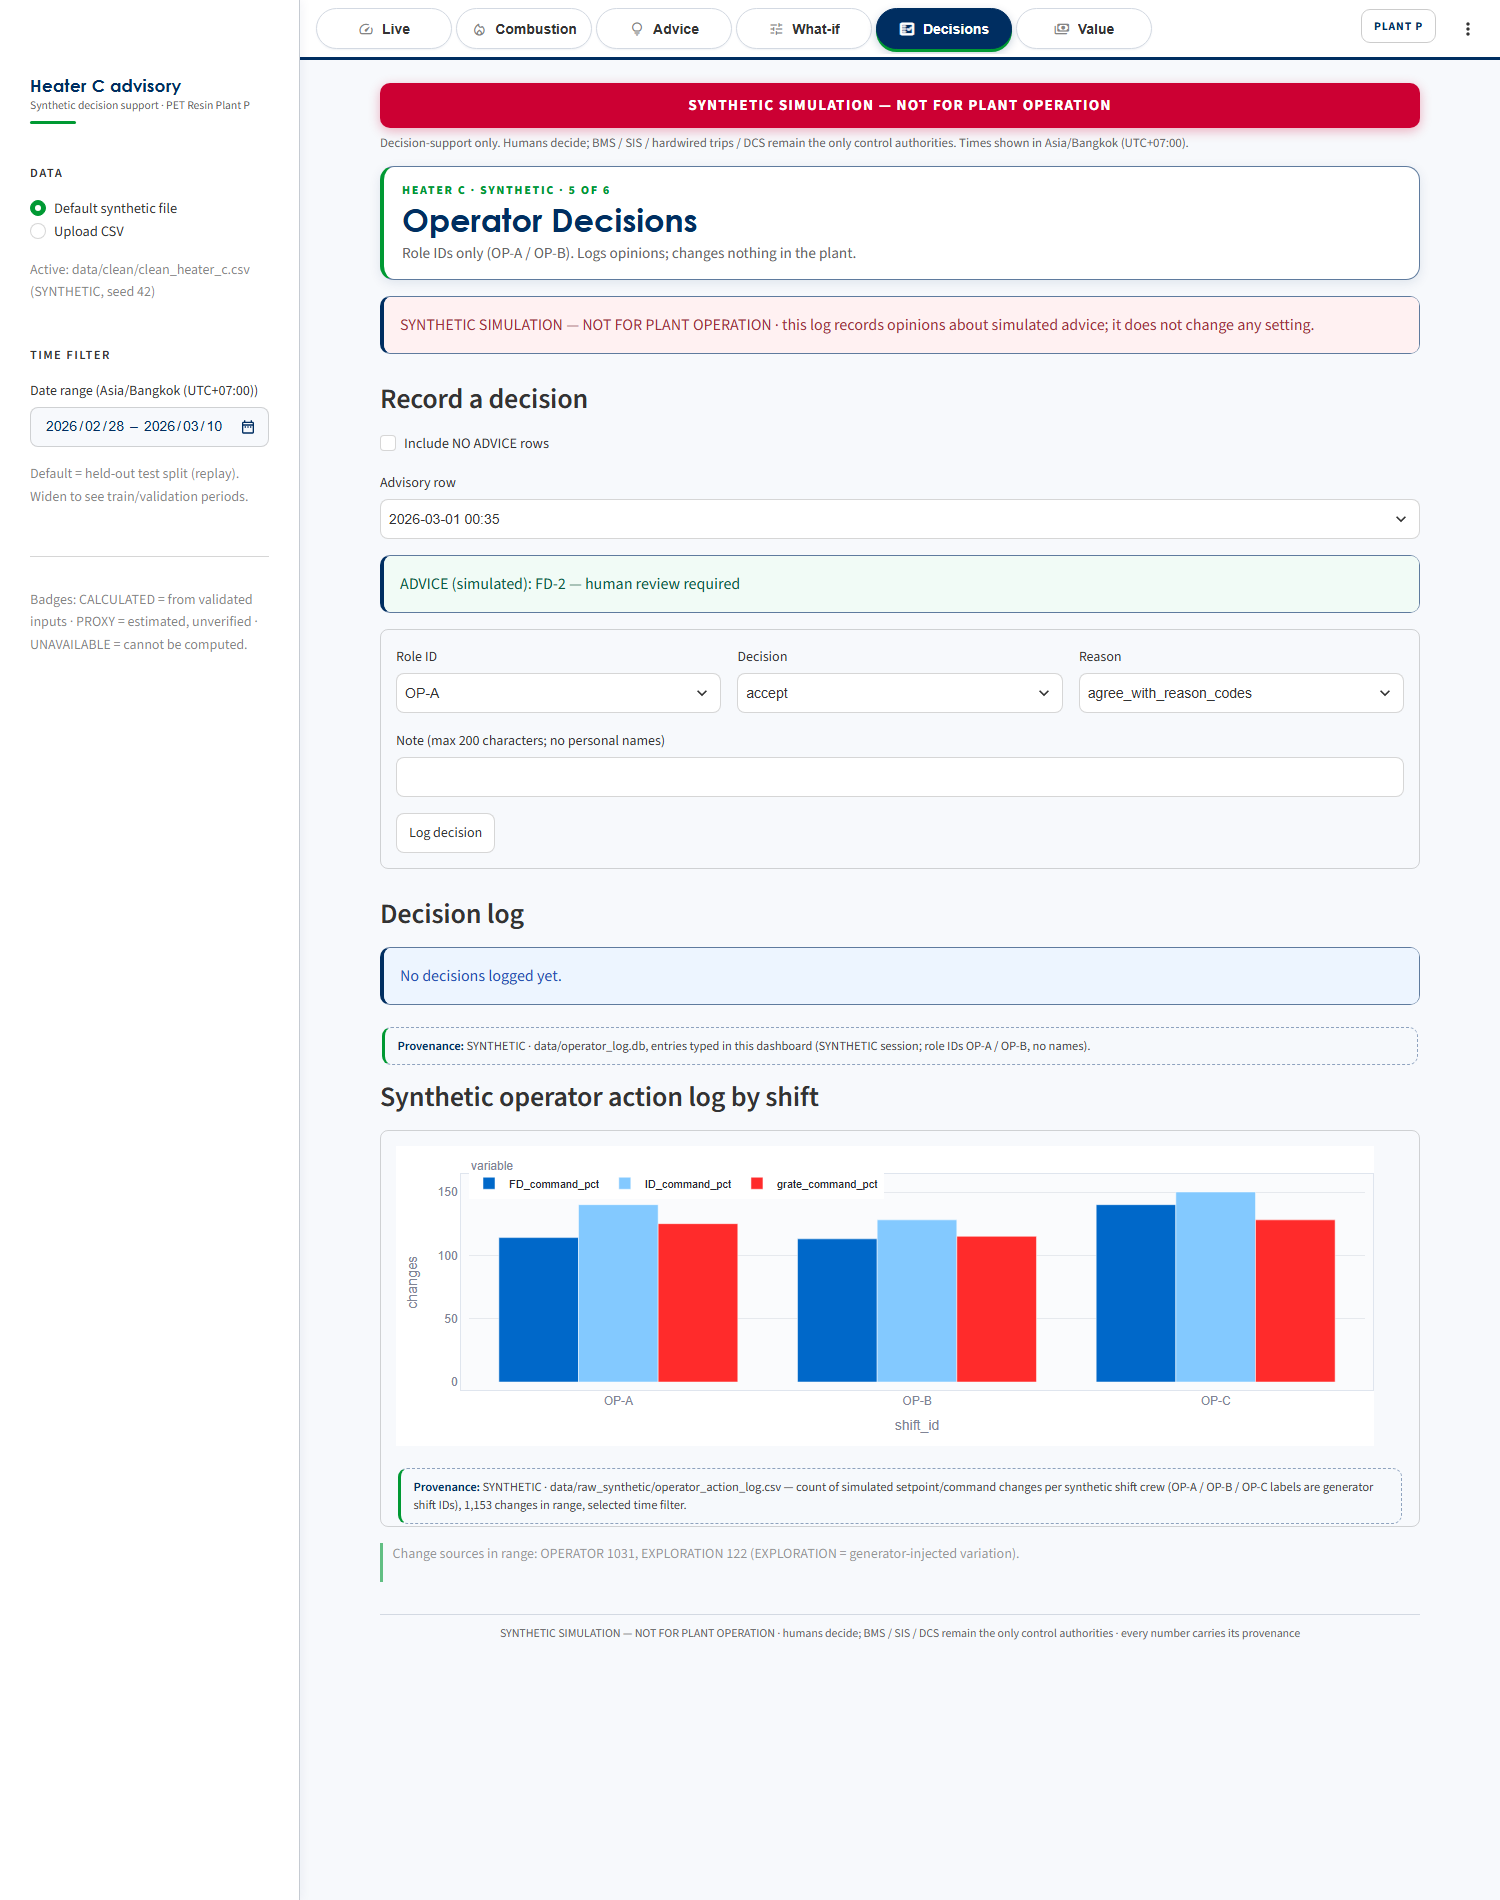 Live
Combustion
Advice
What-if
Decisions
Value
PLANT P
Heater C advisory
Synthetic decision support · PET Resin Plant P
DATA
Default synthetic file
Upload CSV
Active: data/clean/clean_heater_c.csv
(SYNTHETIC, seed 42)
TIME FILTER
Date range (Asia/Bangkok (UTC+07:00))
2026/02/28 – 2026/03/10
Default = held-out test split (replay).
Widen to see train/validation periods.
Badges: CALCULATED = from validated
inputs · PROXY = estimated, unverified ·
UNAVAILABLE = cannot be computed.
SYNTHETIC SIMULATION — NOT FOR PLANT OPERATION
Decision-support only. Humans decide; BMS / SIS / hardwired trips / DCS remain the only control authorities. Times shown in Asia/Bangkok (UTC+07:00).
HEATER C · SYNTHETIC · 5 OF 6
Operator Decisions
Role IDs only (OP-A / OP-B). Logs opinions; changes nothing in the plant.
SYNTHETIC SIMULATION — NOT FOR PLANT OPERATION · this log records opinions about simulated advice; it does not change any setting.
Record a decision
Include NO ADVICE rows
Advisory row
2026-03-01 00:35
ADVICE (simulated): FD-2 — human review required
Role ID
Decision
Reason
OP-A
accept
agree_with_reason_codes
Note (max 200 characters; no personal names)
Log decision
Decision log
No decisions logged yet.
Provenance: SYNTHETIC · data/operator_log.db, entries typed in this dashboard (SYNTHETIC session; role IDs OP-A / OP-B, no names).
Synthetic operator action log by shift
variable
FD_command_pct
ID_command_pct
grate_command_pct
150
100
50
0
changes
OP-A
OP-B
OP-C
shift_id
Provenance: SYNTHETIC · data/raw_synthetic/operator_action_log.csv — count of simulated setpoint/command changes per synthetic shift crew (OP-A / OP-B / OP-C labels are generator
shift IDs), 1,153 changes in range, selected time filter.
Change sources in range: OPERATOR 1031, EXPLORATION 122 (EXPLORATION = generator-injected variation).
SYNTHETIC SIMULATION — NOT FOR PLANT OPERATION · humans decide; BMS / SIS / DCS remain the only control authorities · every number carries its provenance